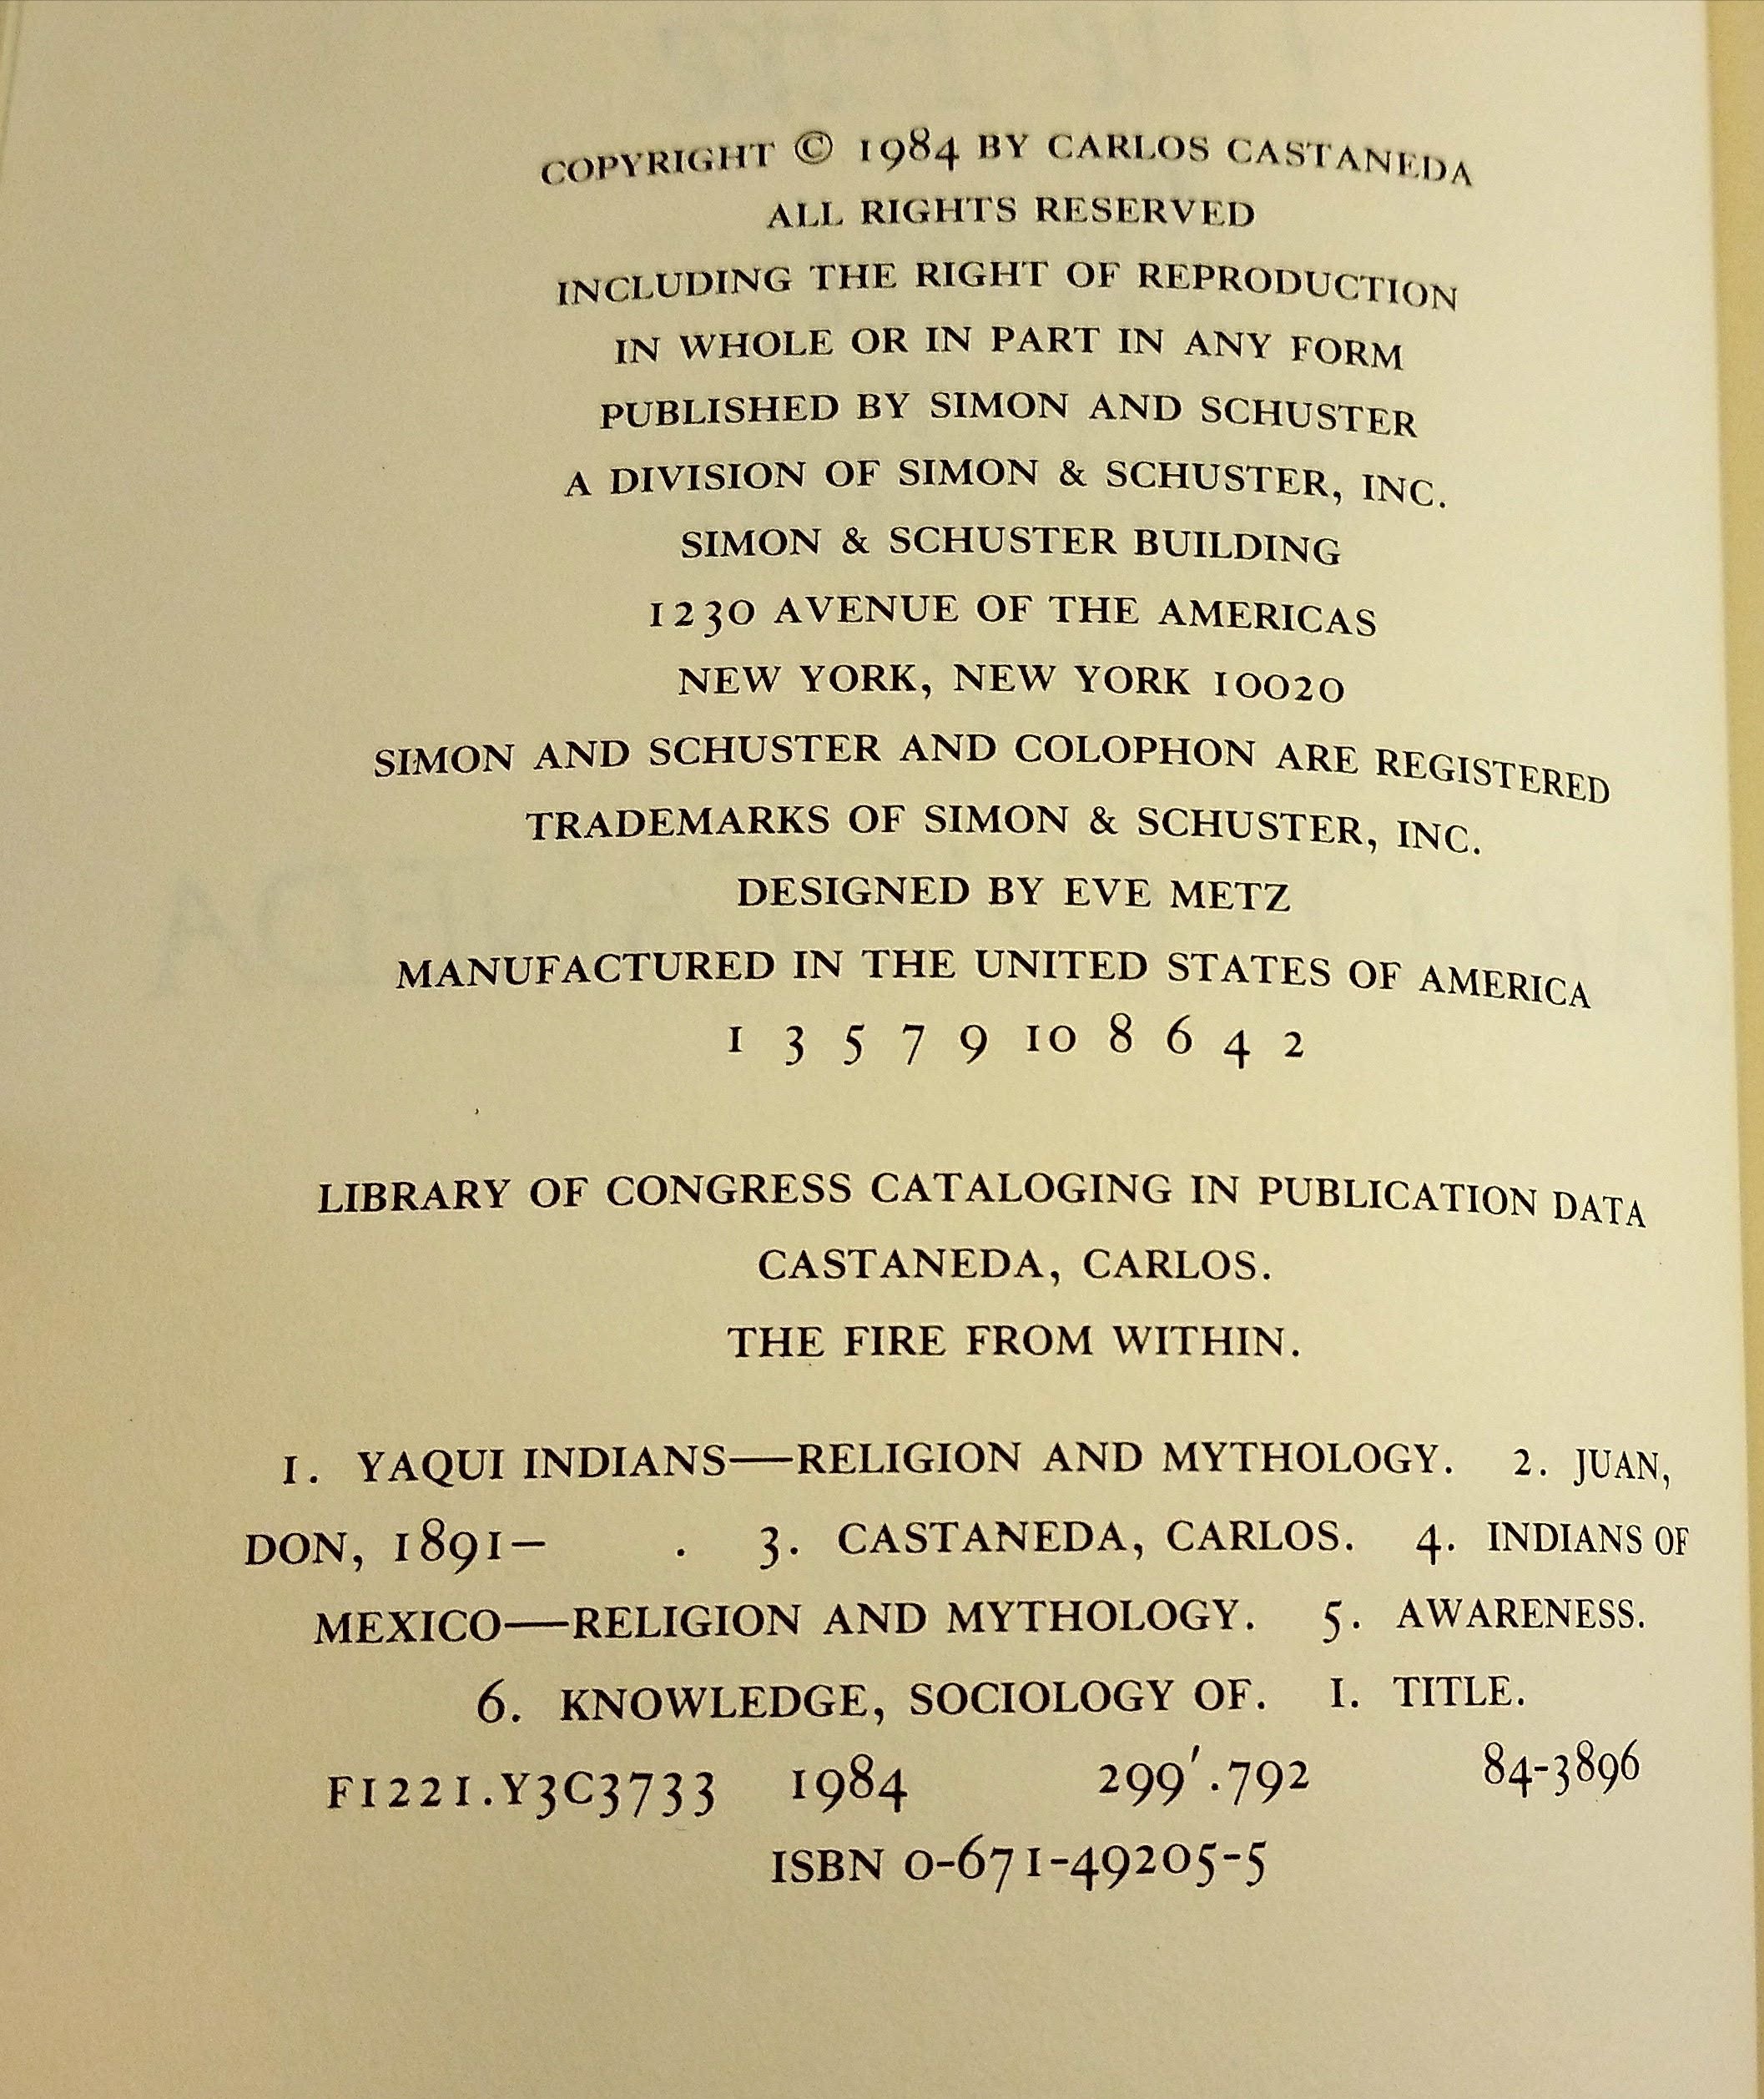 COPYRIGHT © 1984 BY CARLOS CASTANEDA
ALL RIGHTS RESERVED
INCLUDING THE RIGHT OF REPRODUCTION
IN WHOLE OR IN PART IN ANY FORM
PUBLISHED BY SIMON AND SCHUSTER
A DIVISION OF SIMON & SCHUSTER, INC.
SIMON & SCHUSTER BUILDING
1230 AVENUE OF THE AMERICAS
NEW YORK, NEW YORK 10020
SIMON AND SCHUSTER AND COLOPHON ARE REGISTERED
TRADEMARKS OF SIMON & SCHUSTER, INC.
DESIGNED BY EVE METZ
MANUFACTURED IN THE UNITED STATES OF AMERICA
1 3 5 7 9 10 8 6 4 2
LIBRARY OF CONGRESS CATALOGING IN PUBLICATION DATA
CASTANEDA, CARLOS.
THE FIRE FROM WITHIN.
1. YAQUI INDIANS—RELIGION AND MYTHOLOGY. 2. JUAN,
DON, 1891– . 3. CASTANEDA, CARLOS. 4. INDIANS OF
MEXICO—RELIGION AND MYTHOLOGY. 5. AWARENESS.
6. KNOWLEDGE, SOCIOLOGY OF. I. TITLE.
F1221.Y3C3733 1984 299'.792 84-3896
ISBN 0-671-49205-5